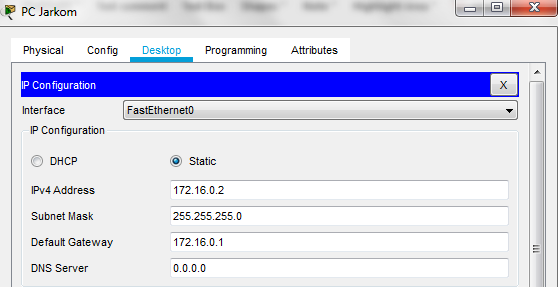 PC Jarkom
Physical Config Desktop Programming Attributes
IP Configuration X
Interface FastEthernet0
IP Configuration
DHCP Static
IPv4 Address 172.16.0.2
Subnet Mask 255.255.255.0
Default Gateway 172.16.0.1
DNS Server 0.0.0.0